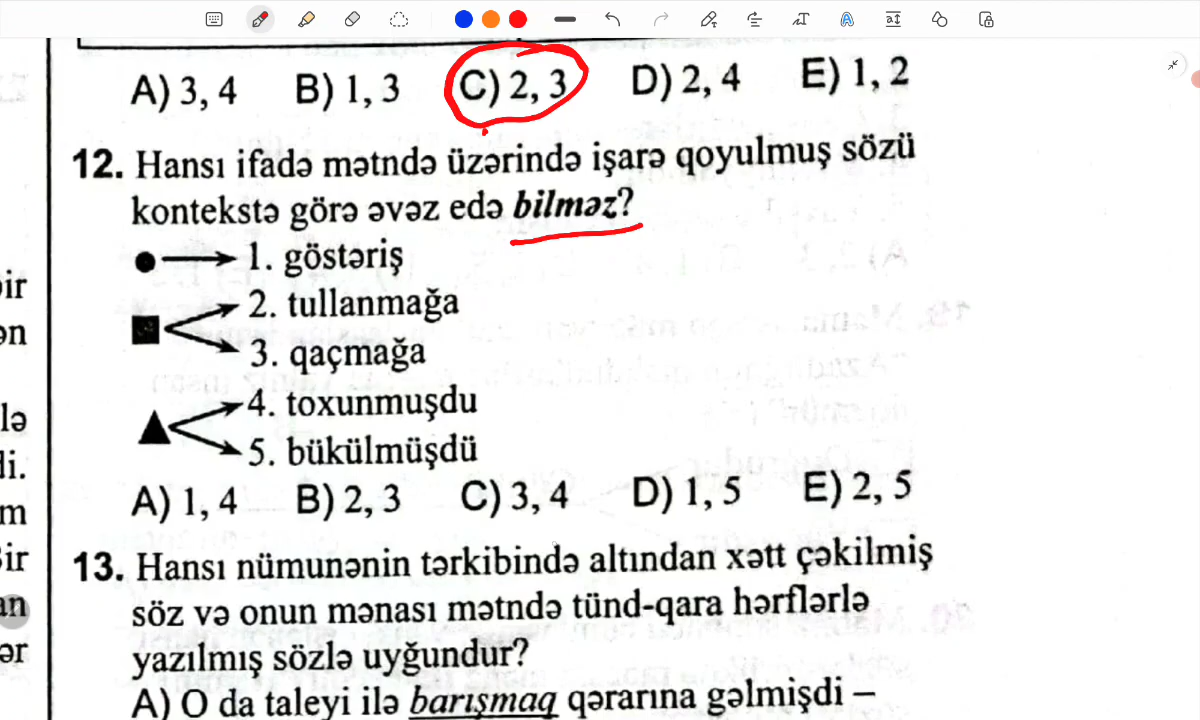 A) 3, 4 B) 1, 3 C) 2, 3 D) 2, 4 E) 1, 2
12. Hansı ifadə mətndə üzərində işarə qoyulmuş sözü
kontekstə görə əvəz edə bilməz?
1. göstəriş
2. tullanmağa
3. qaçmağa
4. toxunmuşdu
5. bükülmüşdü
A) 1, 4 B) 2, 3 C) 3, 4 D) 1, 5 E) 2, 5
13. Hansı nümunənin tərkibində altından xətt çəkilmiş
söz və onun mənası mətndə tünd-qara hərflərlə
yazılmış sözlə uyğundur?
A) O da taleyi ilə barışmaq qərarına gəlmişdi –